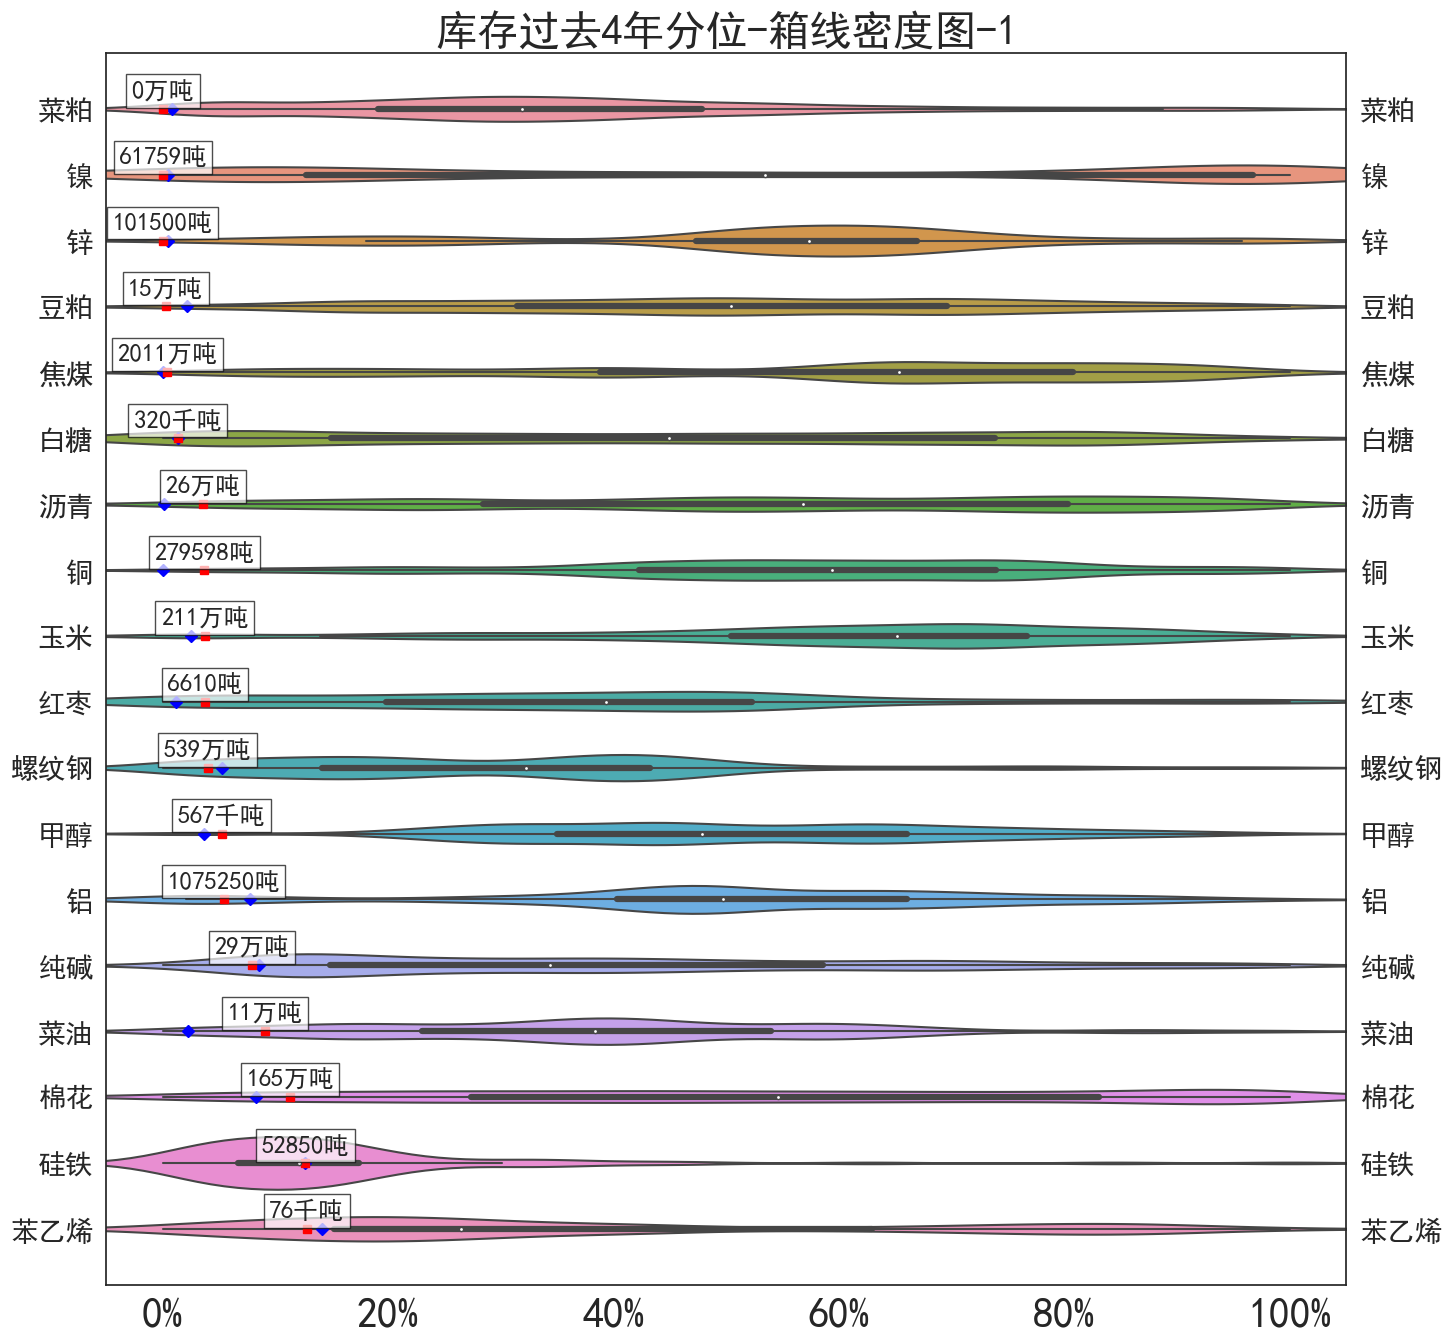 库存过去4年分位-箱线密度图-1
菜粕 0万吨 菜粕
镍 61759吨 镍
锌 101500吨 锌
豆粕 15万吨 豆粕
焦煤 2011万吨 焦煤
白糖 320千吨 白糖
沥青 26万吨 沥青
铜 279598吨 铜
玉米 211万吨 玉米
红枣 6610吨 红枣
螺纹钢 539万吨 螺纹钢
甲醇 567千吨 甲醇
铝 1075250吨 铝
纯碱 29万吨 纯碱
菜油 11万吨 菜油
棉花 165万吨 棉花
硅铁 52850吨 硅铁
苯乙烯 76千吨 苯乙烯
0% 20% 40% 60% 80% 100%